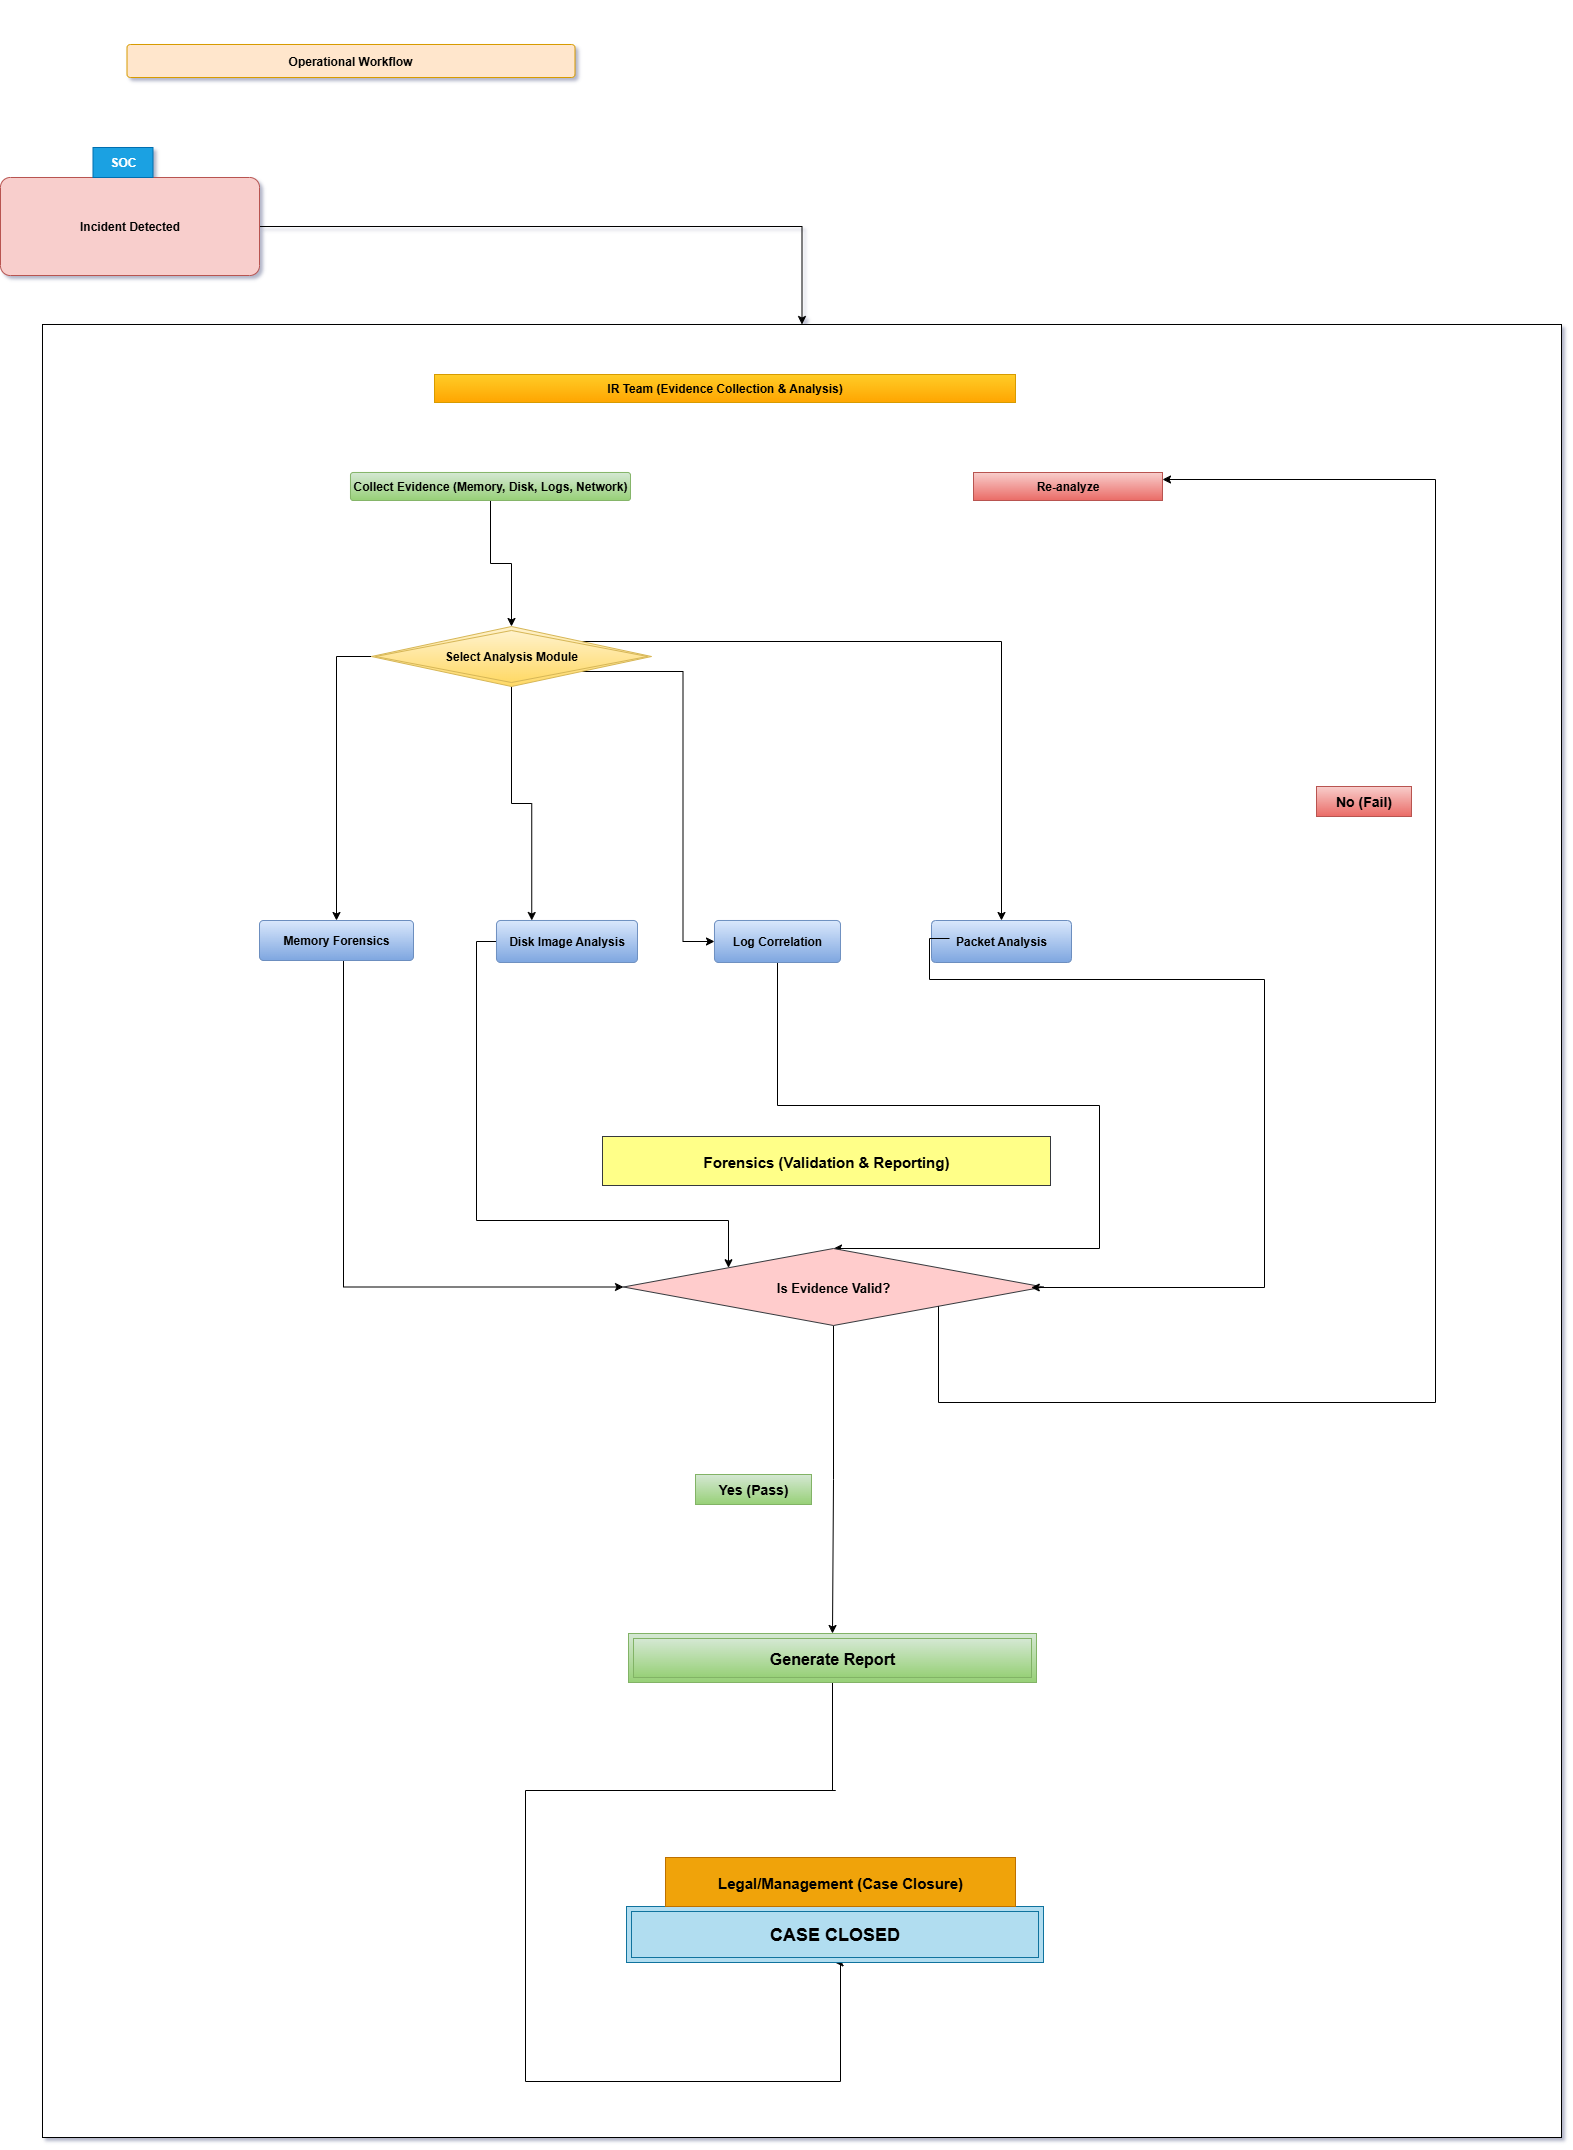 Operational Workflow
SOC
Incident Detected
IR Team (Evidence Collection & Analysis)
Collect Evidence (Memory, Disk, Logs, Network)
Re-analyze
Select Analysis Module
No (Fail)
Memory Forensics
Disk Image Analysis
Log Correlation
Packet Analysis
Forensics (Validation & Reporting)
Is Evidence Valid?
Yes (Pass)
Generate Report
Legal/Management (Case Closure)
CASE CLOSED